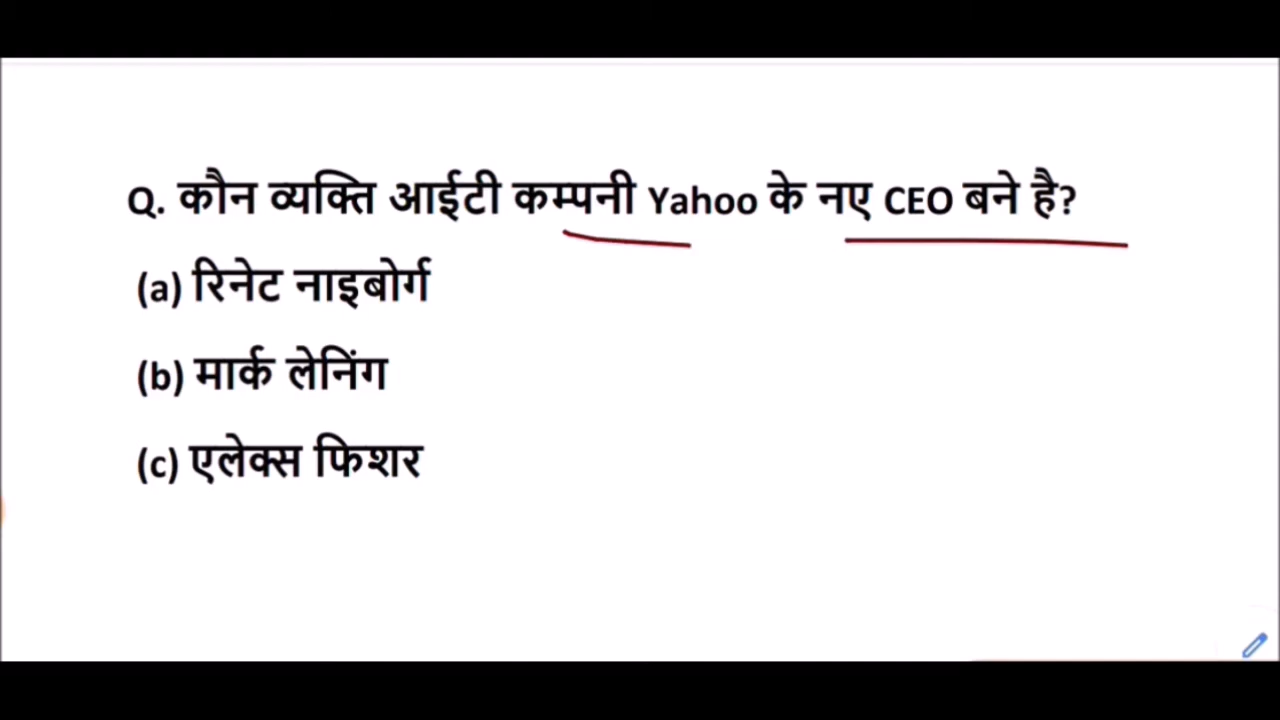 Q. कौन व्यक्ति आईटी कम्पनी Yahoo के नए CEO बने है?
(a) रिनेट नाइबोर्ग
(b) मार्क लेनिंग
(c) एलेक्स फिशर